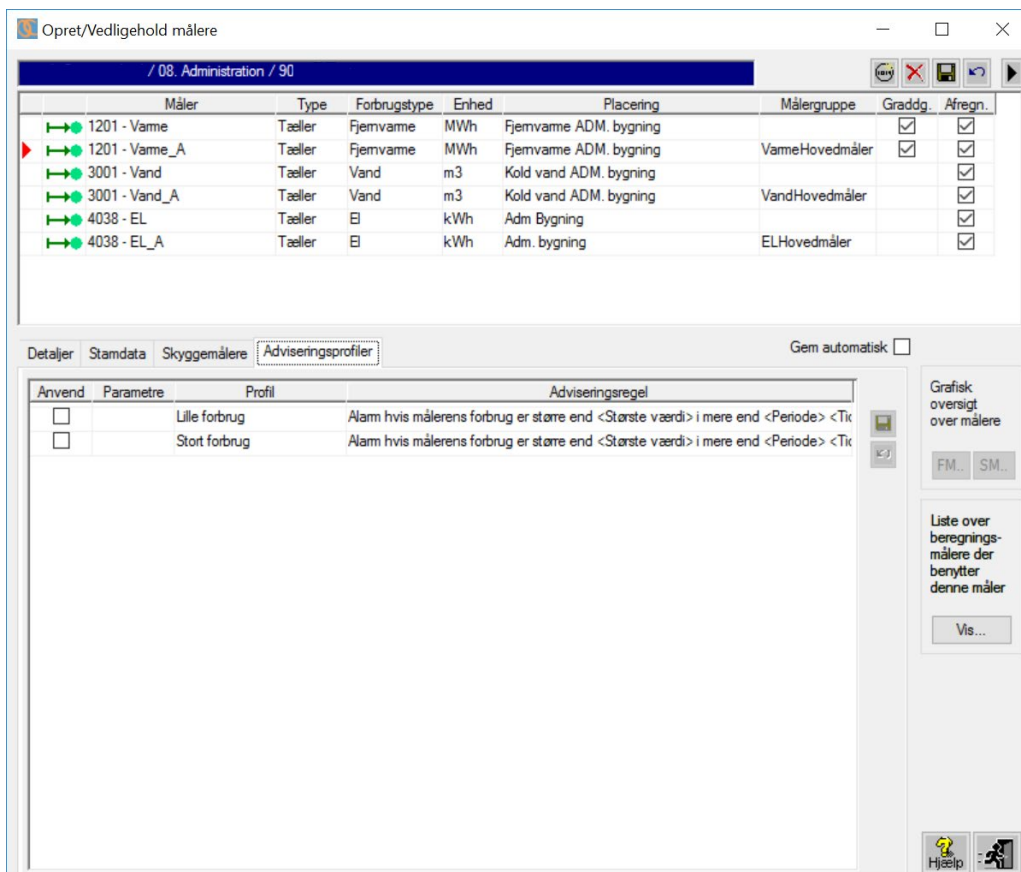 Opret/Vedligehold målere
/ 08. Administration / 90
Måler Type Forbrugstype Enhed Placering Målergruppe Graddg. Afregn.
1201 - Varme Tæller Fjernvarme MWh Fjernvarme ADM. bygning
1201 - Varme_A Tæller Fjernvarme MWh Fjernvarme ADM. bygning VarmeHovedmåler
3001 - Vand Tæller Vand m3 Kold vand ADM. bygning
3001 - Vand_A Tæller Vand m3 Kold vand ADM. bygning VandHovedmåler
4038 - EL Tæller El kWh Adm Bygning
4038 - EL_A Tæller El kWh Adm. bygning ELHovedmåler
Detaljer Stamdata Skyggemålere Adviseringsprofiler Gem automatisk
Anvend Parametre Profil Adviseringsregel
Lille forbrug Alarm hvis målerens forbrug er større end <Største værdi> i mere end <Periode>
Stort forbrug Alarm hvis målerens forbrug er større end <Største værdi> i mere end <Periode>
Grafisk
oversigt
over målere
FM.. SM..
Liste over
beregnings-
målere der
benytter
denne måler
Vis...
Hjælp